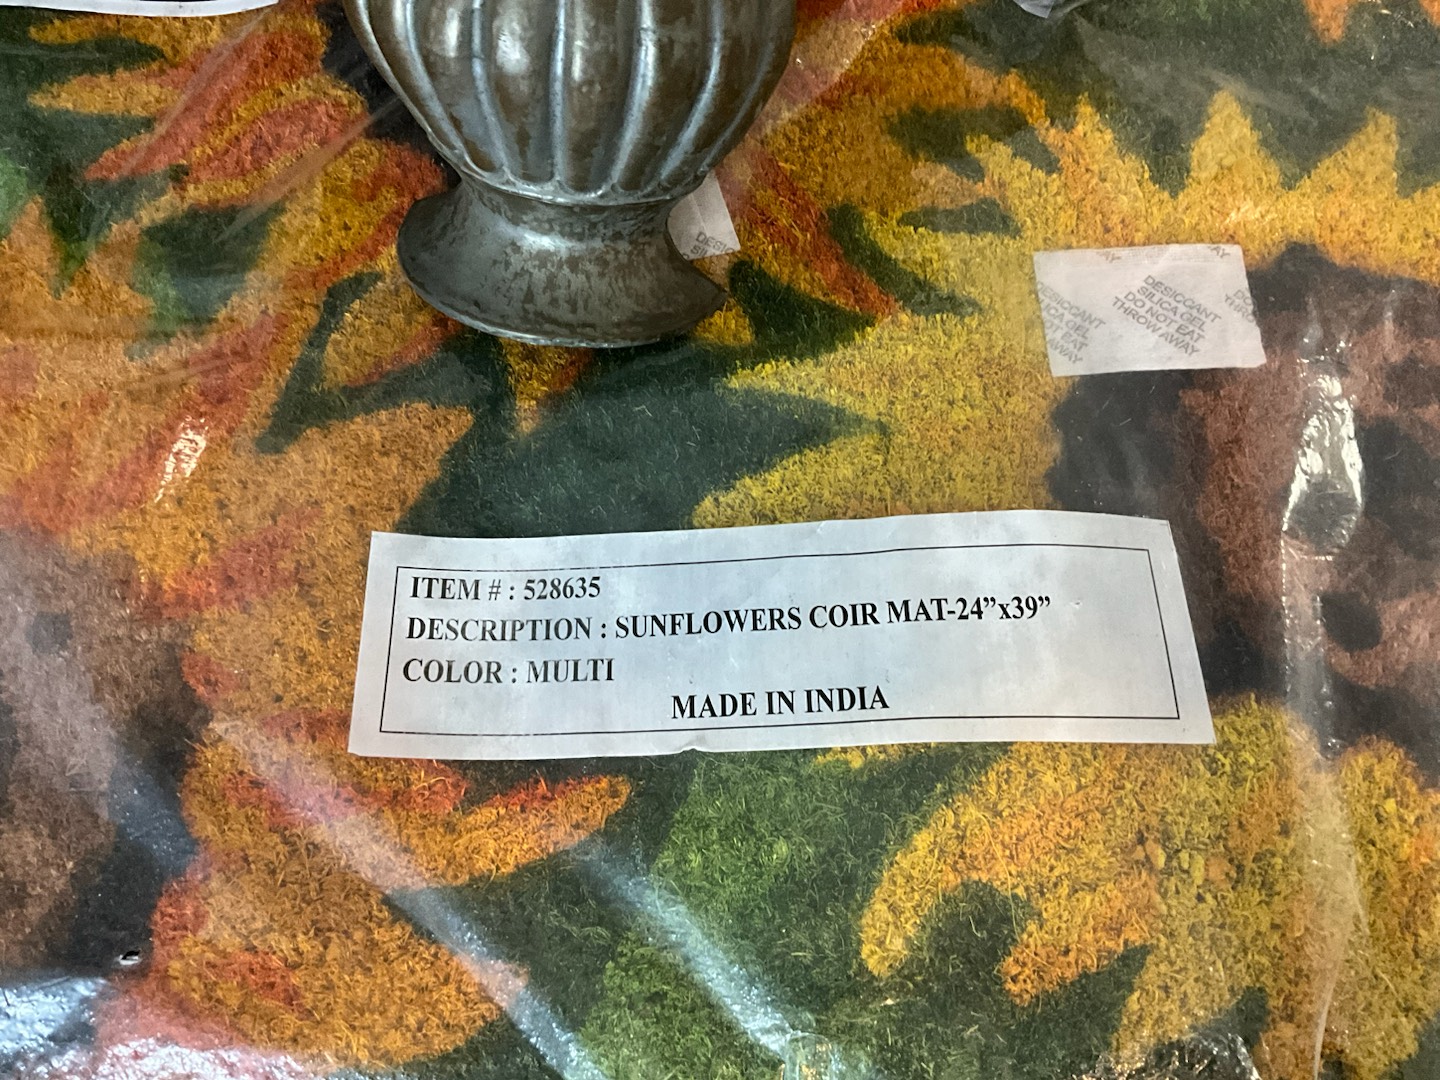 DESICCANT
SILICA GEL
DO NOT EAT
THROW AWAY
DESICCANT
ITEM # : 528635
DESCRIPTION : SUNFLOWERS COIR MAT-24”x39”
COLOR : MULTI
MADE IN INDIA